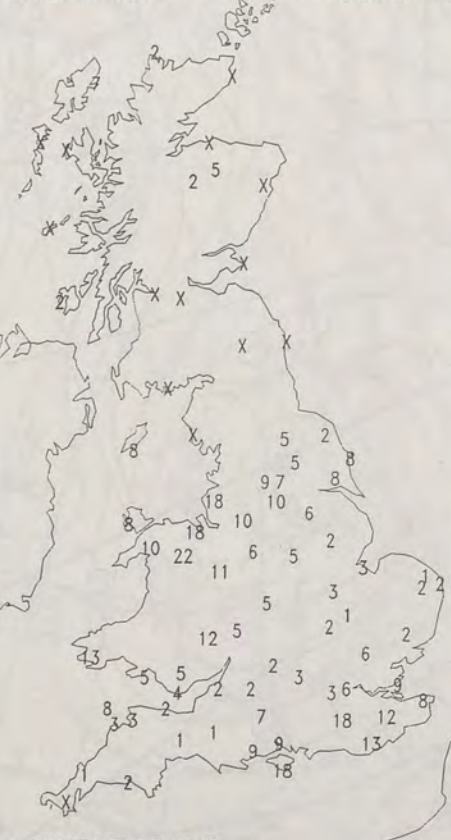 2
X
X X
X
5
2 X
X
X
2 X X
X X
X
5 2
X
8 8
5
9 7 8
18 10 6
10
8 18
10 22 6 5 2
11 3 1
3 2 2
5 1
12 5 2 2
13 6
5 5 2 3
4 2 2 3 6 9
8 2 8
3 3 7 18 12
1 1 9 9 13
18
1 2
X